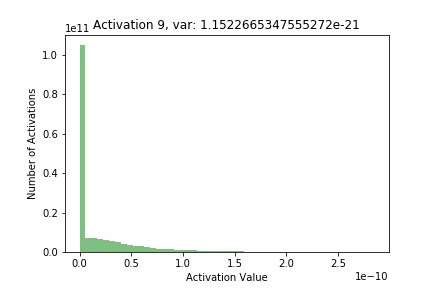 Activation 9, var: 1.1522665347555272e-21
1e11
1.0
0.8
0.6
0.4
0.2
0.0
Number of Activations
0.0 0.5 1.0 1.5 2.0 2.5
Activation Value
1e−10